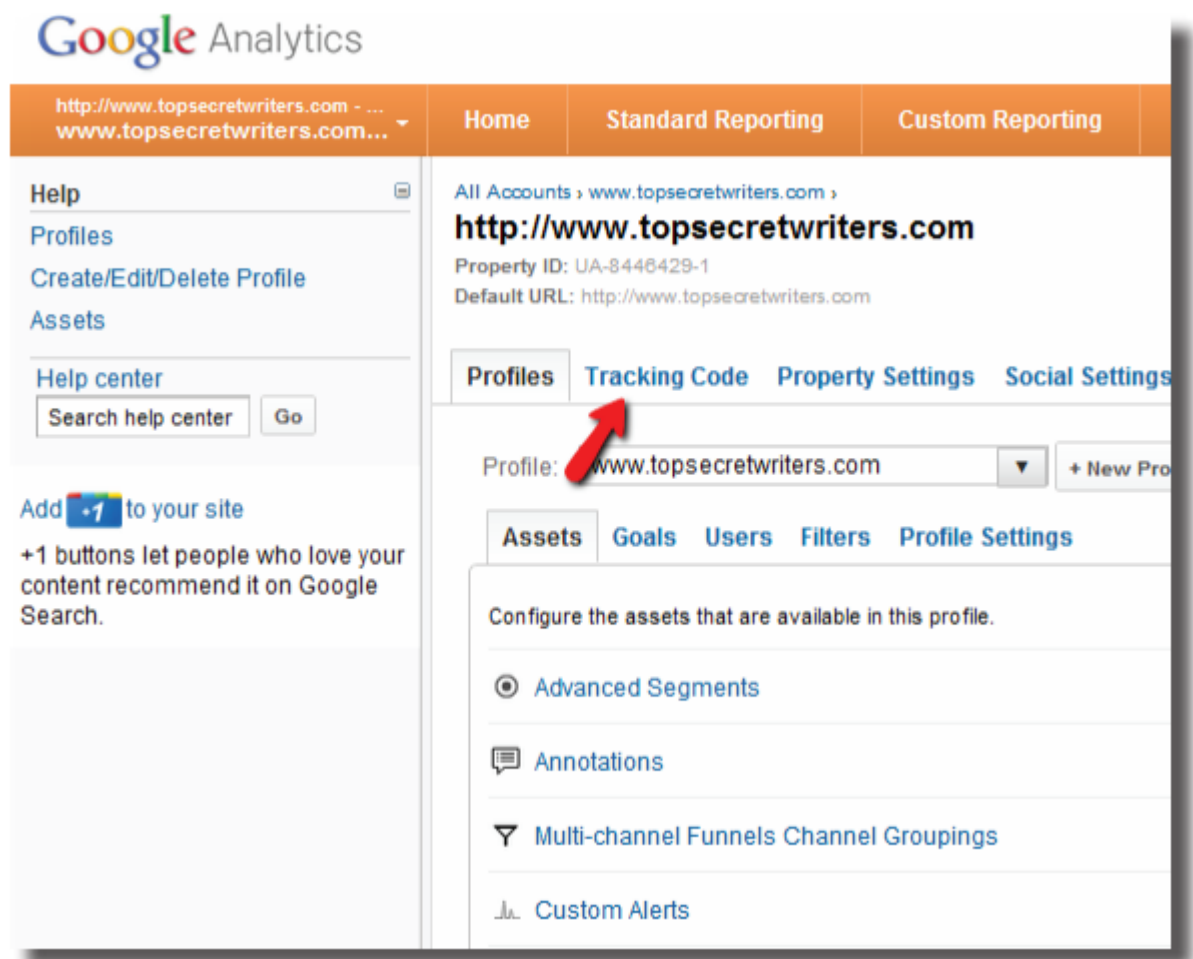 Google Analytics
http://www.topsecretwriters.com - ...
www.topsecretwriters.com...
Home
Standard Reporting
Custom Reporting
Help
Profiles
Create/Edit/Delete Profile
Assets
Help center
Search help center
Go
Add +1 to your site
+1 buttons let people who love your
content recommend it on Google
Search.
All Accounts › www.topsecretwriters.com ›
http://www.topsecretwriters.com
Property ID: UA-8446429-1
Default URL: http://www.topsecretwriters.com
Profiles
Tracking Code
Property Settings
Social Settings
Profile:
www.topsecretwriters.com
+ New Pro
Assets
Goals
Users
Filters
Profile Settings
Configure the assets that are available in this profile.
Advanced Segments
Annotations
Multi-channel Funnels Channel Groupings
Custom Alerts